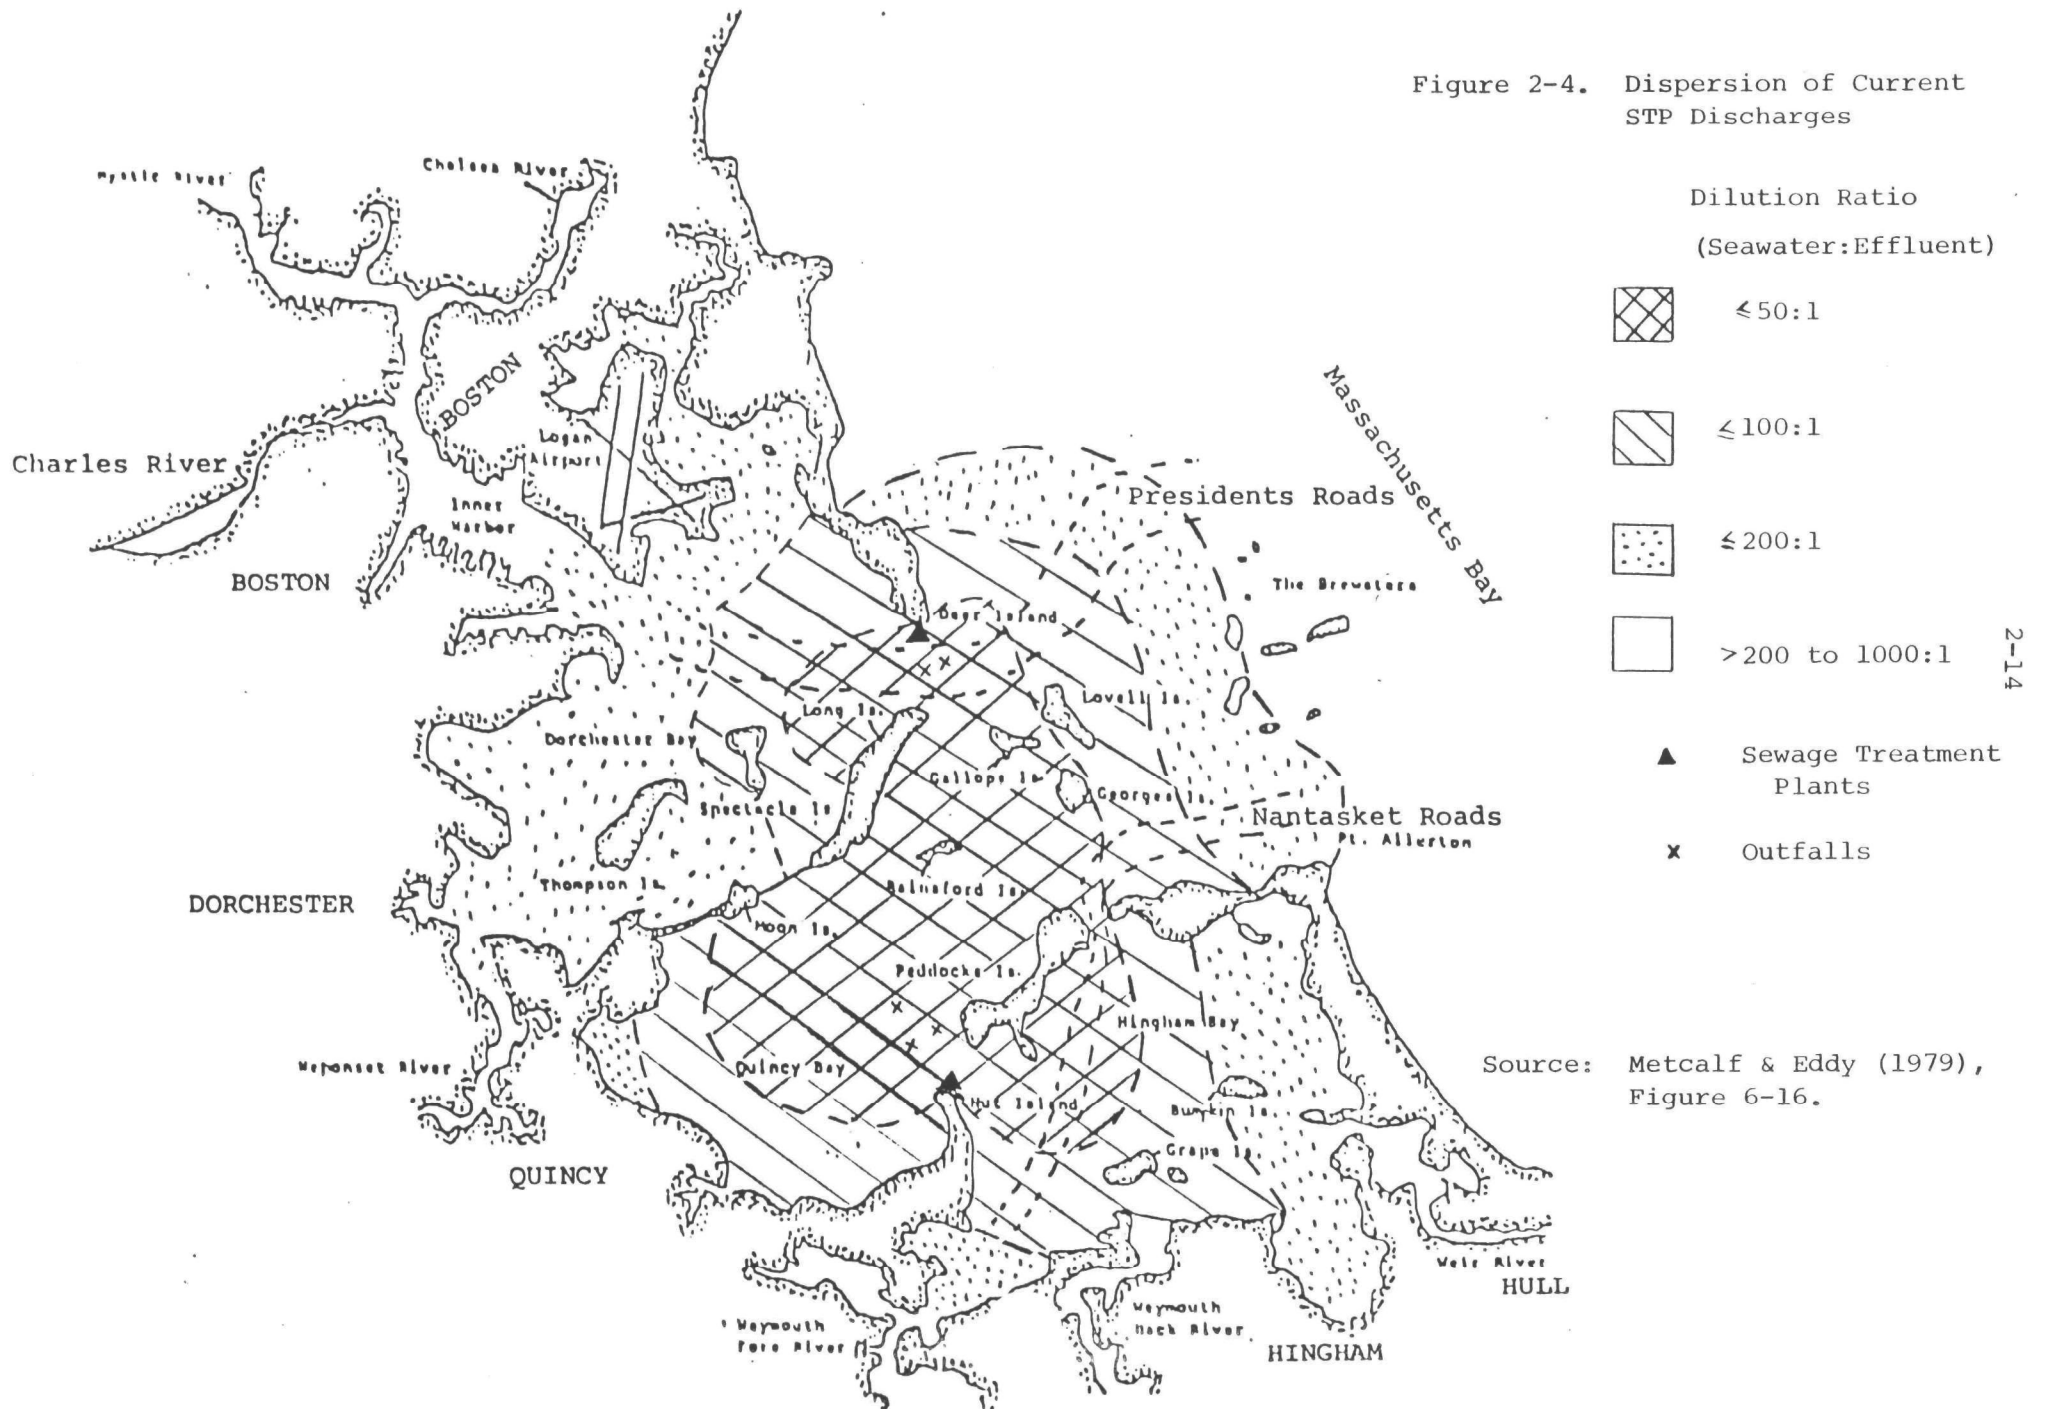 Figure 2-4. Dispersion of Current
STP Discharges
Dilution Ratio
(Seawater:Effluent)
≤50:1
≤100:1
≤200:1
>200 to 1000:1
▲ Sewage Treatment
Plants
x Outfalls
2-14
Source: Metcalf & Eddy (1979),
Figure 6-16.
Mystic River
Chelsea River
BOSTON
Logan
Airport
Charles River
Inner
Harbor
BOSTON
Massachusetts Bay
Presidents Roads
The Brewsters
Deer Island
Lovell Is.
Long Is.
Dorchester Bay
Gallops Is.
Georges Is.
Spectacle Is.
Nantasket Roads
Pt. Allerton
Thompson Is.
Rainsford Is.
DORCHESTER
Moon Is.
Peddocks Is.
Hingham Bay
Neponset River
Quincy Bay
Nut Island
Bumkin Is.
Grape Is.
QUINCY
Weir River
HULL
Weymouth
Fore River
Weymouth
Back River
HINGHAM